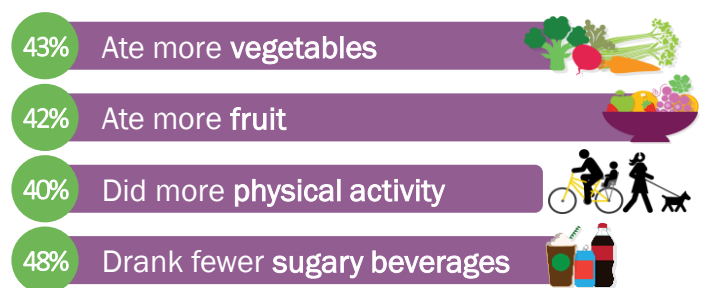 43% Ate more vegetables
42% Ate more fruit
40% Did more physical activity
48% Drank fewer sugary beverages